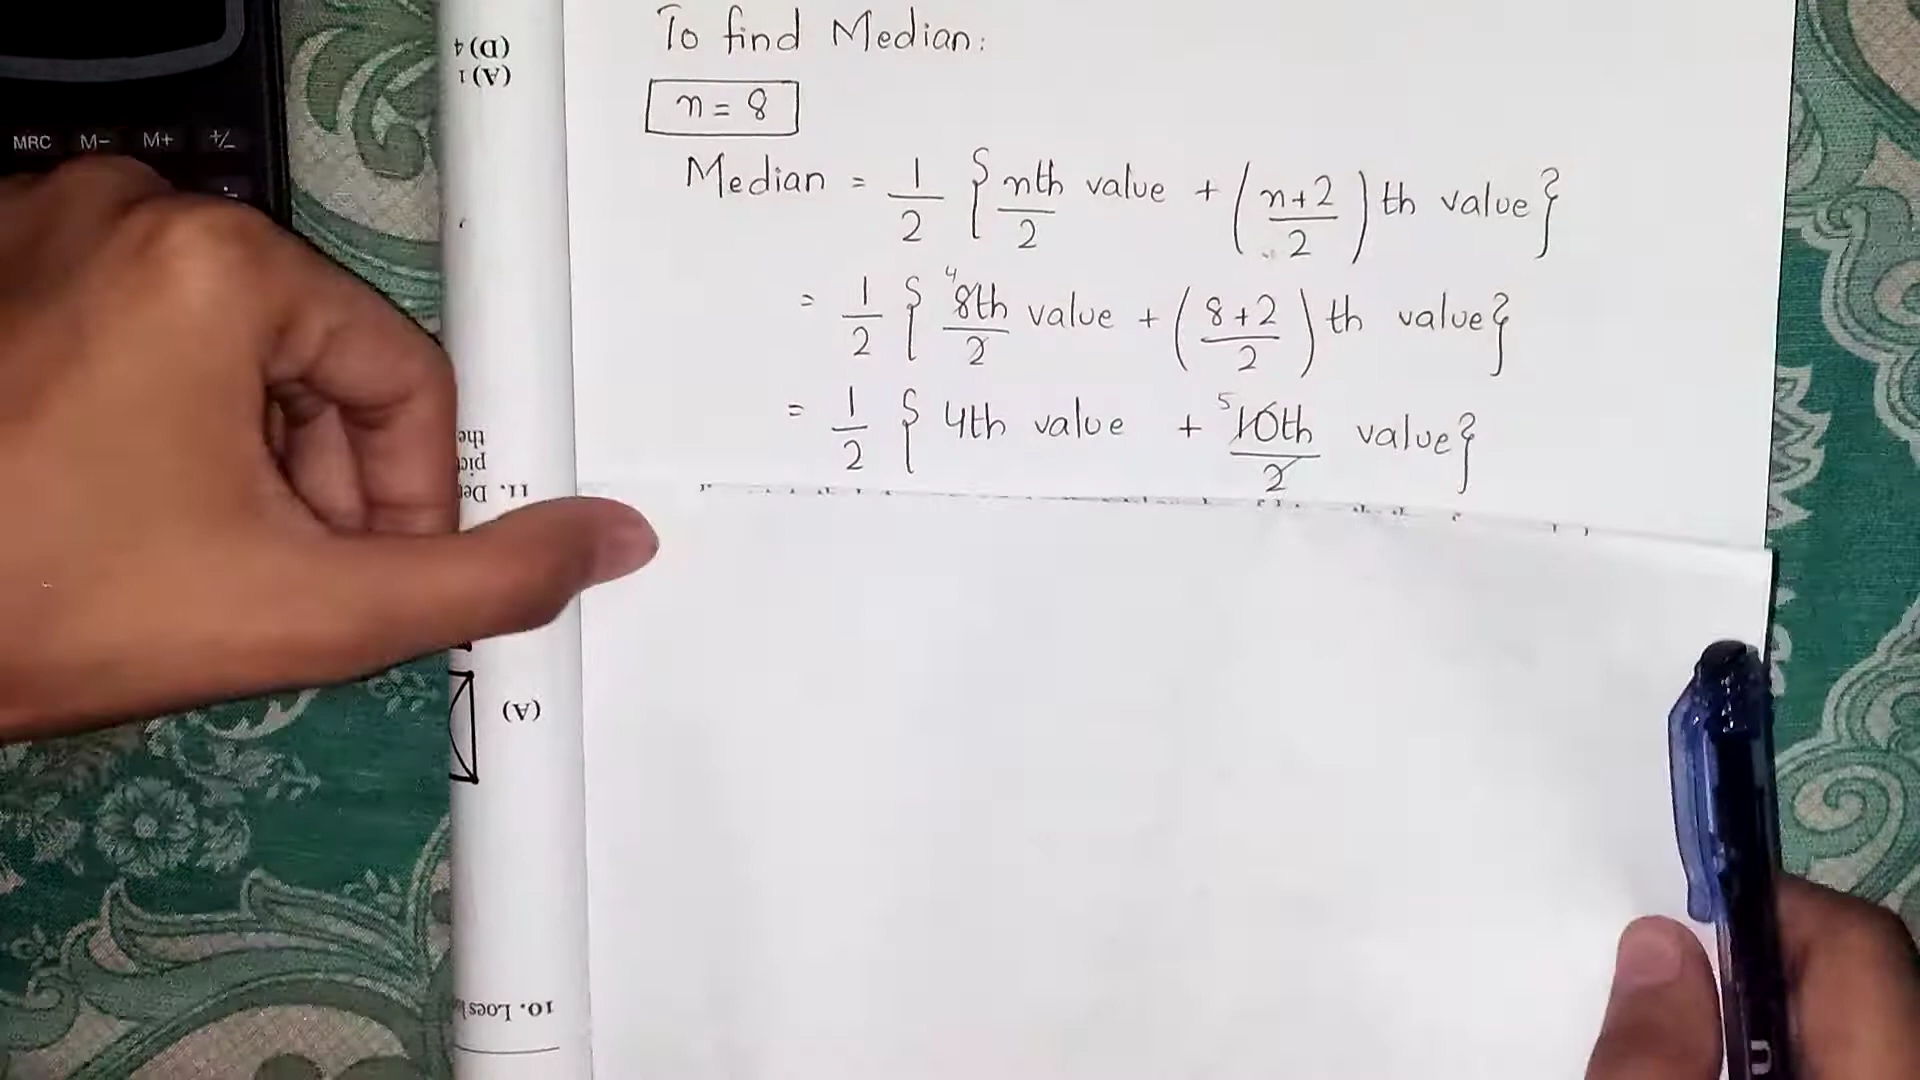 To find Median:
n = 8
Median = 1/2 { nth/2 value + (n+2/2) th value}
= 1/2 { 4 8th/2 value + (8+2/2) th value}
= 1/2 { 4th value + 5 10th/2 value}
(D) 4
(A) 1
MRC M− M+ +/−
the
pic
11. De
(A)
10. Loesk
n